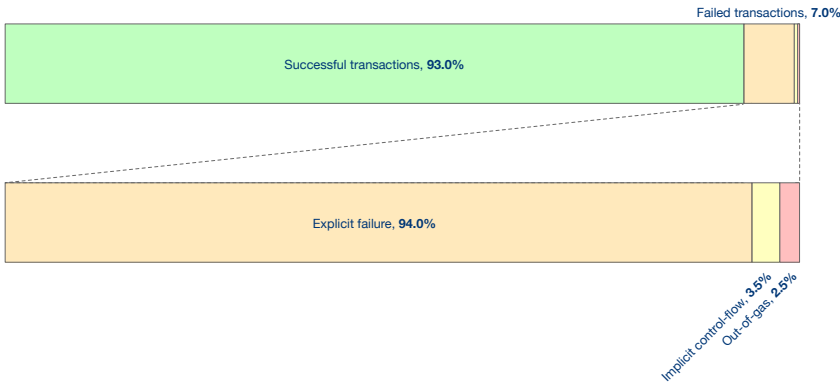 Failed transactions, 7.0%
Successful transactions, 93.0%
Explicit failure, 94.0%
Implicit control-flow, 3.5%
Out-of-gas, 2.5%